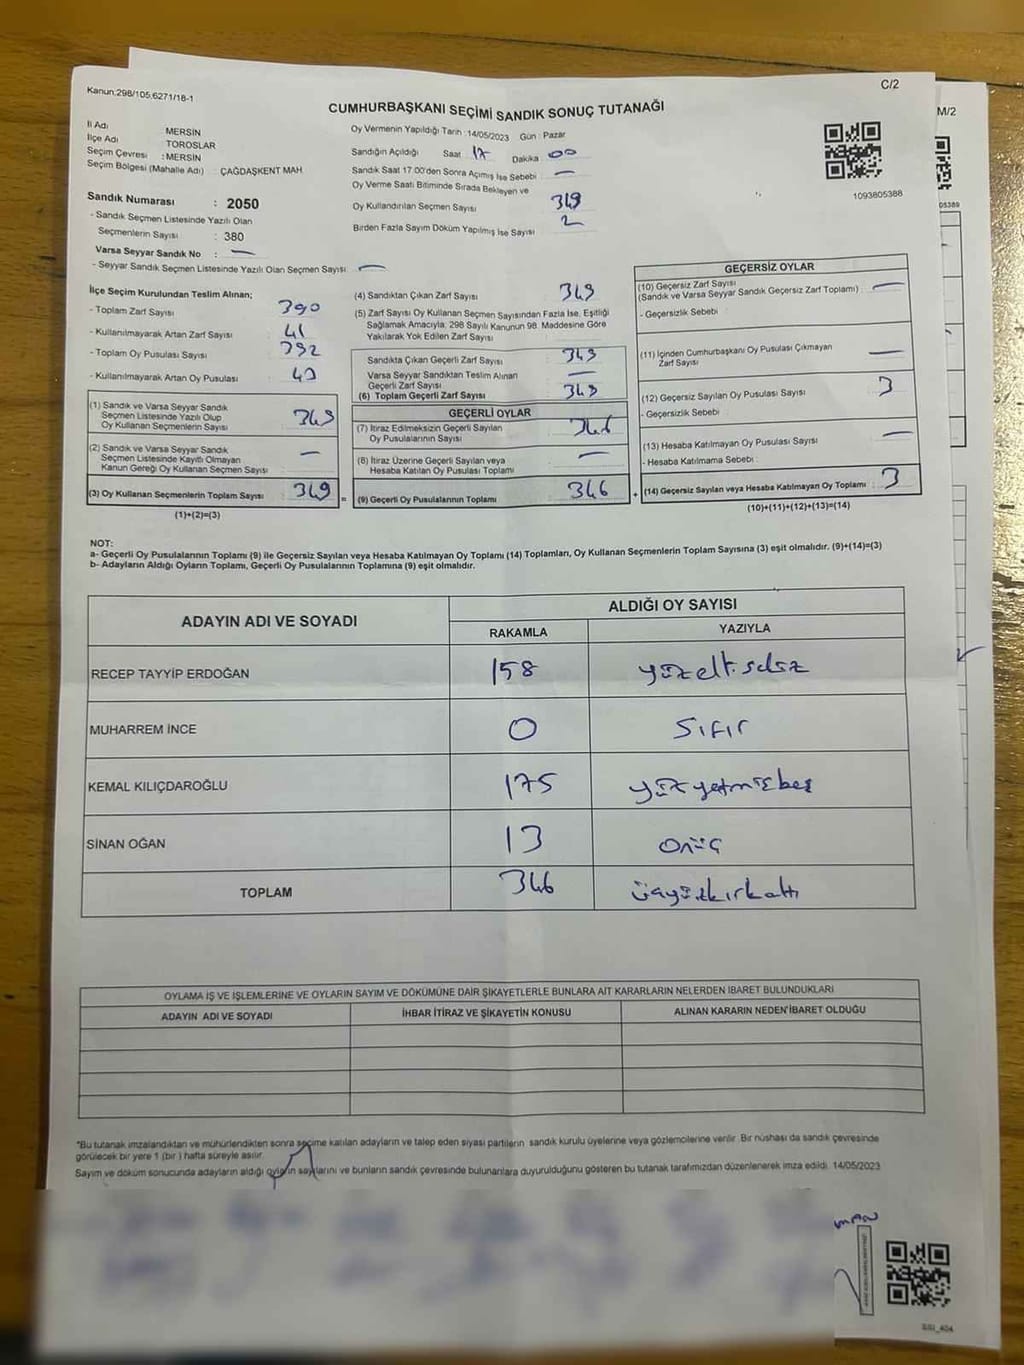 Kanun:298/105;6271/18-1
C/2
M/2
CUMHURBAŞKANI SEÇİMİ SANDIK SONUÇ TUTANAĞI
İl Adı MERSİN
İlçe Adı TOROSLAR
Seçim Çevresi : MERSİN
Seçim Bölgesi (Mahalle Adı) : ÇAĞDAŞKENT MAH
Sandık Numarası : 2050
- Sandık Seçmen Listesinde Yazılı Olan
Seçmenlerin Sayısı : 380
Varsa Seyyar Sandık No : —
- Seyyar Sandık Seçmen Listesinde Yazılı Olan Seçmen Sayısı: —
Oy Vermenin Yapıldığı Tarih : 14/05/2023 Gün : Pazar
Sandığın Açıldığı Saat 17 Dakika 00
Sandık Saat 17.00'den Sonra Açımış İse Sebebi : —
Oy Verme Saati Bitiminde Sırada Bekleyen ve
Oy Kullandırılan Seçmen Sayısı 349
Birden Fazla Sayım Döküm Yapılmış İse Sayısı 2
1093805388
05389
İlçe Seçim Kurulundan Teslim Alınan;
- Toplam Zarf Sayısı 390
- Kullanılmayarak Artan Zarf Sayısı 41
- Toplam Oy Pusulası Sayısı 392
- Kullanılmayarak Artan Oy Pusulası 43
(1) Sandık ve Varsa Seyyar Sandık
Seçmen Listesinde Yazılı Olup
Oy Kullanan Seçmenlerin Sayısı 349
(2) Sandık ve Varsa Seyyar Sandık
Seçmen Listesinde Kayıtlı Olmayan
Kanun Gereği Oy Kullanan Seçmen Sayısı —
(3) Oy Kullanan Seçmenlerin Toplam Sayısı 349 =
(1)+(2)=(3)
(4) Sandıktan Çıkan Zarf Sayısı 349
(5) Zarf Sayısı Oy Kullanan Seçmen Sayısından Fazla İse, Eşitliği
Sağlamak Amacıyla; 298 Sayılı Kanunun 98. Maddesine Göre
Yakılarak Yok Edilen Zarf Sayısı
Sandıkta Çıkan Geçerli Zarf Sayısı 349
Varsa Seyyar Sandıktan Teslim Alınan
Geçerli Zarf Sayısı —
(6) Toplam Geçerli Zarf Sayısı 349
GEÇERLİ OYLAR
(7) İtiraz Edilmeksizin Geçerli Sayılan
Oy Pusulalarının Sayısı 346
(8) İtiraz Üzerine Geçerli Sayılan veya
Hesaba Katılan Oy Pusulası Toplamı —
(9) Geçerli Oy Pusulalarının Toplamı 346 +
GEÇERSİZ OYLAR
(10) Geçersiz Zarf Sayısı
(Sandık ve Varsa Seyyar Sandık Geçersiz Zarf Toplamı) : —
- Geçersizlik Sebebi
(11) İçinden Cumhurbaşkanı Oy Pusulası Çıkmayan
Zarf Sayısı —
(12) Geçersiz Sayılan Oy Pusulası Sayısı 3
- Geçersizlik Sebebi
(13) Hesaba Katılmayan Oy Pusulası Sayısı —
- Hesaba Katılmama Sebebi :
(14) Geçersiz Sayılan veya Hesaba Katılmayan Oy Toplamı : 3
(10)+(11)+(12)+(13)=(14)
NOT:
a- Geçerli Oy Pusulalarının Toplamı (9) ile Geçersiz Sayılan veya Hesaba Katılmayan Oy Toplamı (14) Toplamları, Oy Kullanan Seçmenlerin Toplam Sayısına (3) eşit olmalıdır. (9)+(14)=(3)
b- Adayların Aldığı Oyların Toplamı, Geçerli Oy Pusulalarının Toplamına (9) eşit olmalıdır.
ADAYIN ADI VE SOYADI ALDIĞI OY SAYISI
RAKAMLA YAZIYLA
RECEP TAYYİP ERDOĞAN 158 yüzellisekiz
MUHARREM İNCE 0 Sıfır
KEMAL KILIÇDAROĞLU 175 yüzyetmişbeş
SİNAN OĞAN 13 onüç
TOPLAM 346 üçyüzkırkaltı
OYLAMA İŞ VE İŞLEMLERİNE VE OYLARIN SAYIM VE DÖKÜMÜNE DAİR ŞİKAYETLERLE BUNLARA AİT KARARLARIN NELERDEN İBARET BULUNDUKLARI
ADAYIN ADI VE SOYADI İHBAR İTİRAZ VE ŞİKAYETİN KONUSU ALINAN KARARIN NEDEN İBARET OLDUĞU
*Bu tutanak imzalandıktan ve mühürlendikten sonra seçime katılan adayların ve talep eden siyasi partilerin sandık kurulu üyelerine veya gözlemcilerine verilir. Bir nüshası da sandık çevresinde
görülecek bir yere 1 (bir) hafta süreyle asılır.
Sayım ve döküm sonucunda adayların aldığı oyların sayılarını ve bunların sandık çevresinde bulunanlara duyurulduğunu gösteren bu tutanak tarafımızdan düzenlenerek imza edildi. 14/05/2023